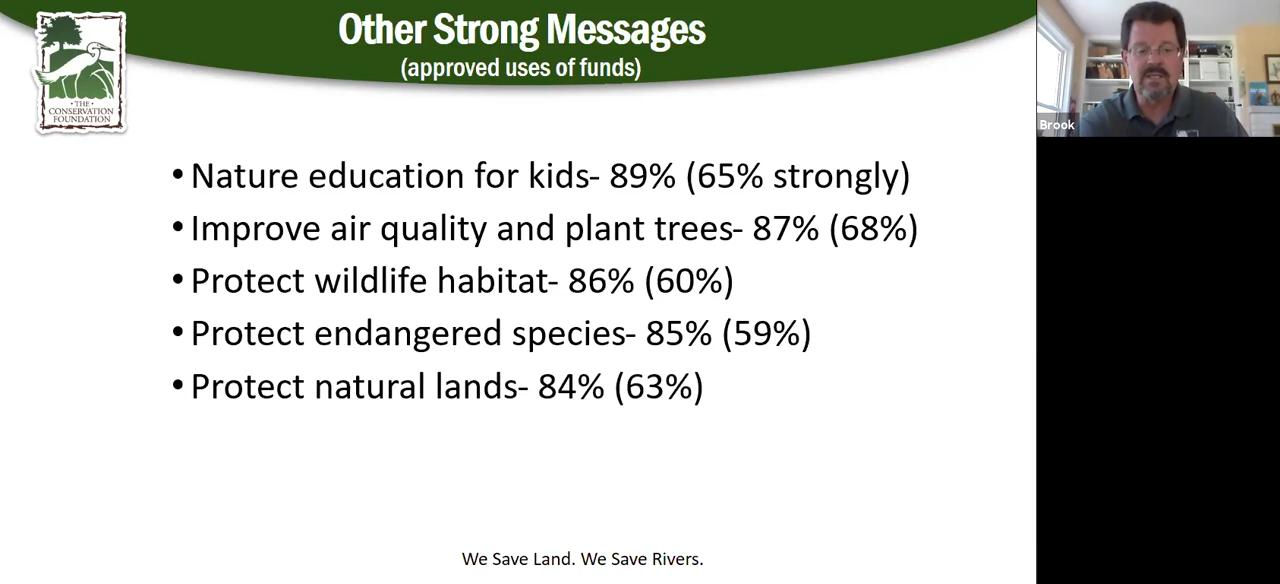 Other Strong Messages
(approved uses of funds)
• THE •
CONSERVATION
FOUNDATION
Brook
• Nature education for kids- 89% (65% strongly)
• Improve air quality and plant trees- 87% (68%)
• Protect wildlife habitat- 86% (60%)
• Protect endangered species- 85% (59%)
• Protect natural lands- 84% (63%)
We Save Land. We Save Rivers.